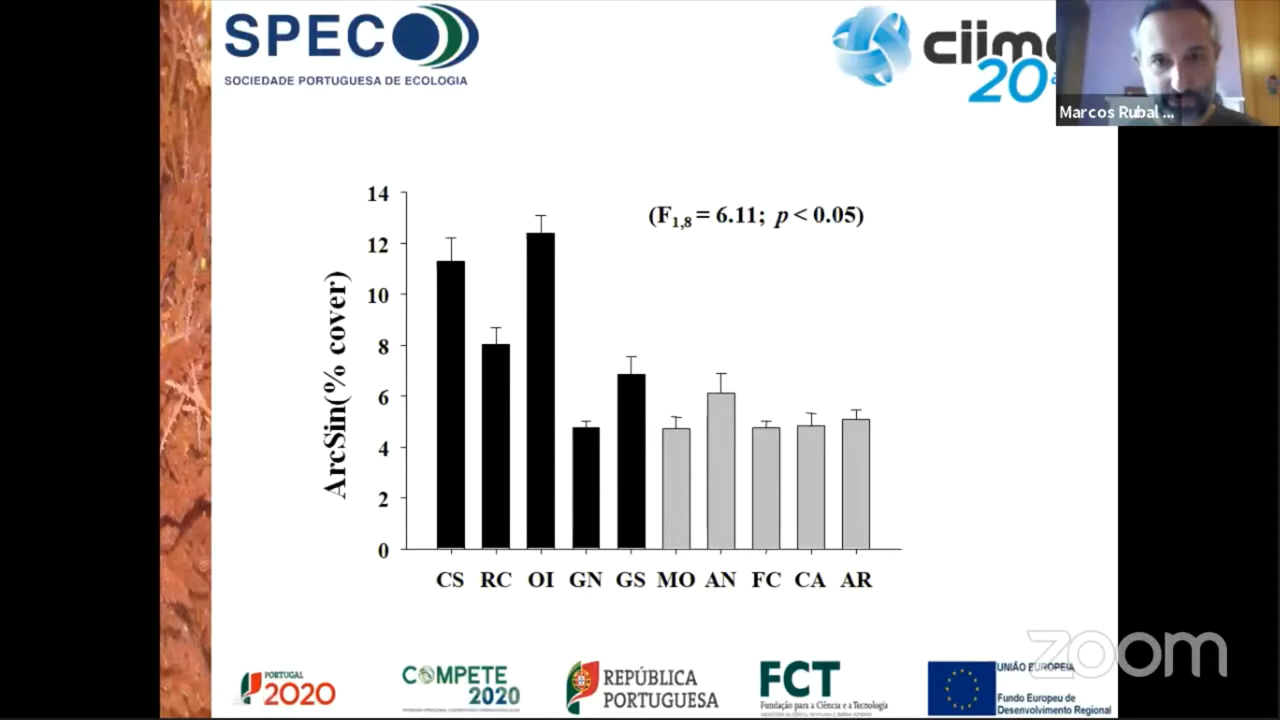 SPECO
SOCIEDADE PORTUGUESA DE ECOLOGIA
20
Marcos Rubal ...
(F1,8 = 6.11; p < 0.05)
ArcSin(% cover)
14
12
10
8
6
4
2
0
CS RC OI GN GS MO AN FC CA AR
zoom
PORTUGAL
2020
COMPETE
2020
REPÚBLICA
PORTUGUESA
FCT
Fundação para a Ciência e a Tecnologia
UNIÃO EUROPEIA
Fundo Europeu de
Desenvolvimento Regional